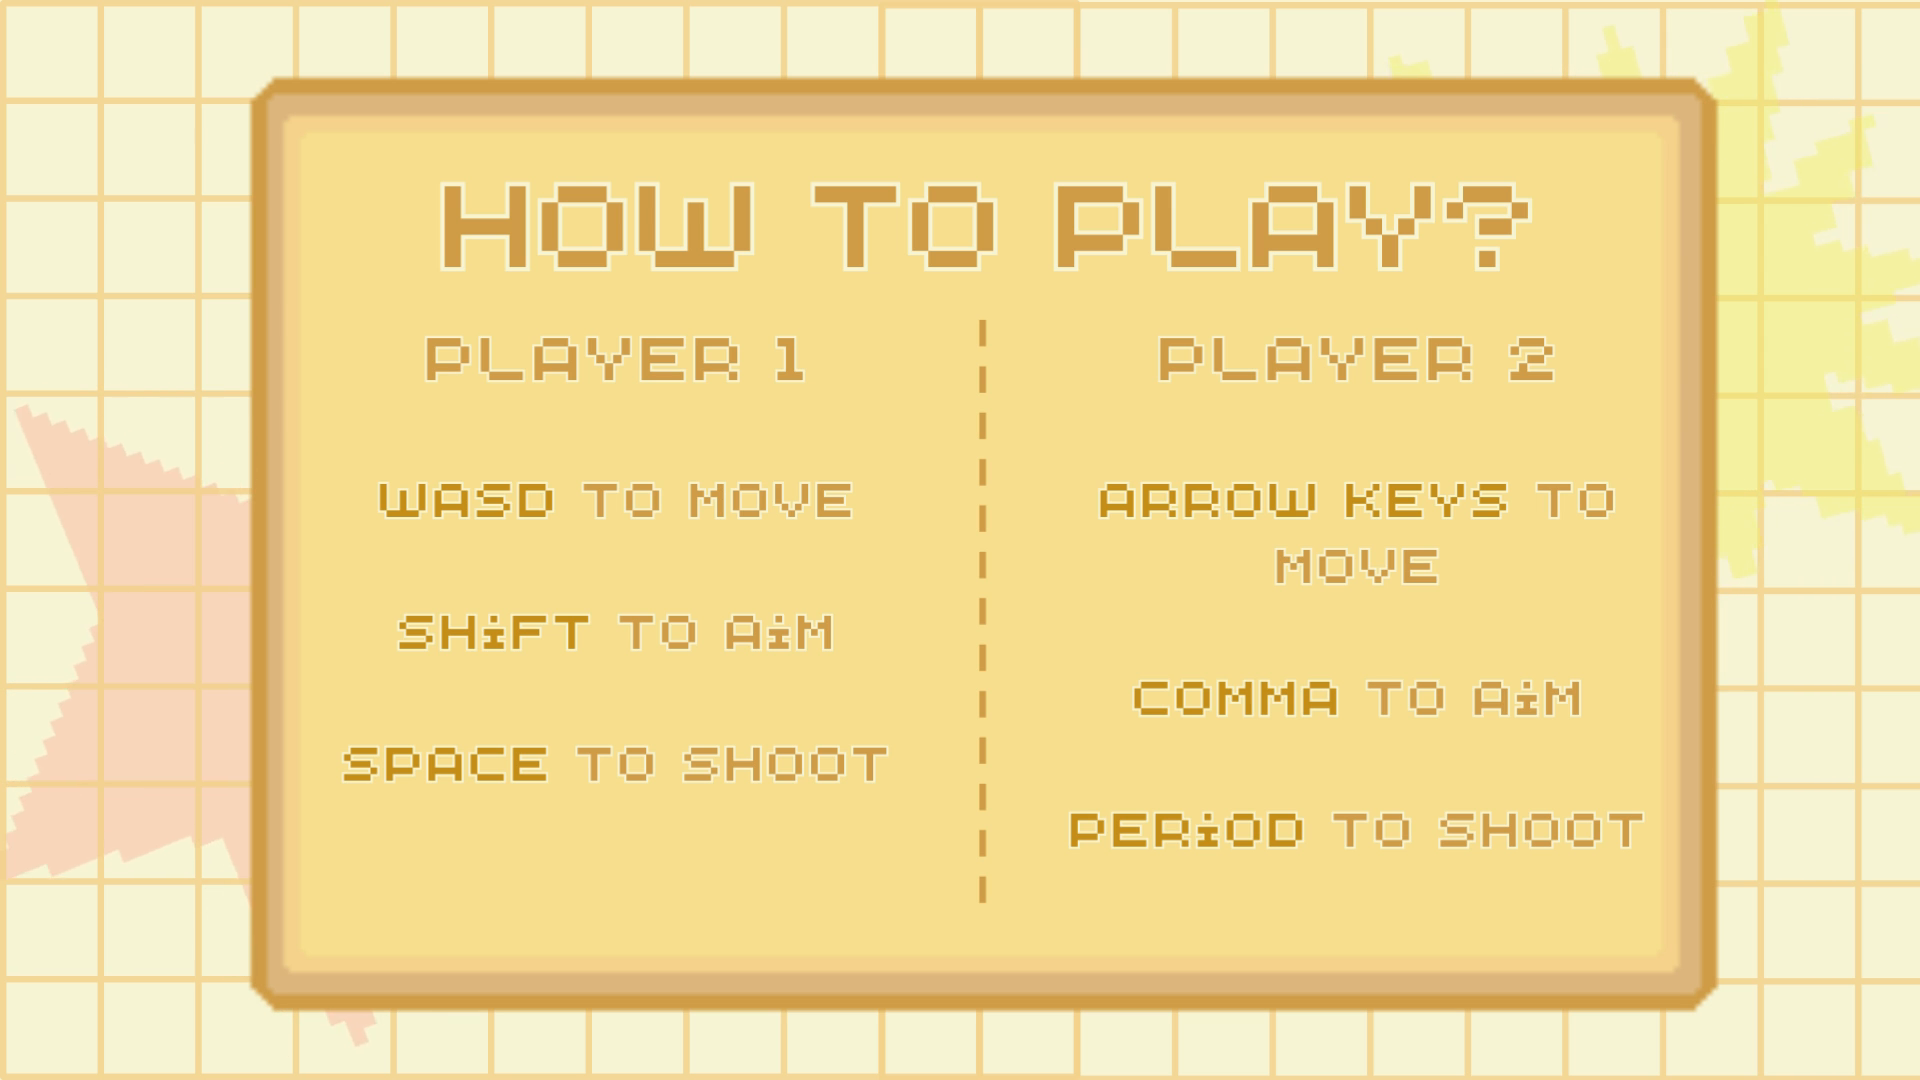 HOW TO PLAY?
PLAYER 1
WASD TO MOVE
SHiFT TO AiM
SPACE TO SHOOT
PLAYER 2
ARROW KEYS TO
MOVE
COMMA TO AiM
PERiOD TO SHOOT